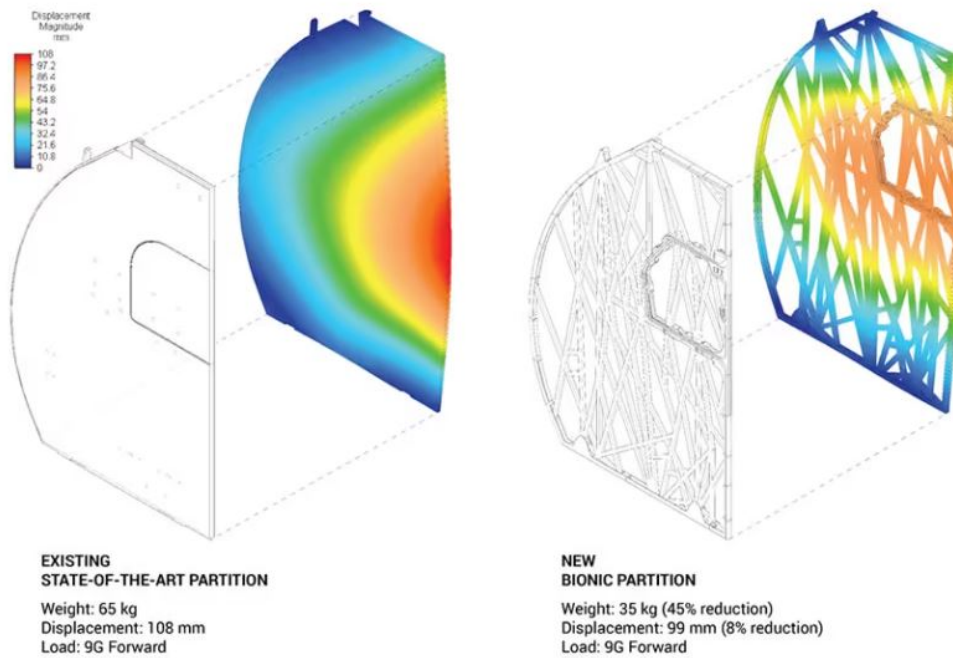 Displacement
Magnitude
mm
108
97.2
86.4
75.6
64.8
54
43.2
32.4
21.6
10.8
0
EXISTING
STATE-OF-THE-ART PARTITION
Weight: 65 kg
Displacement: 108 mm
Load: 9G Forward
NEW
BIONIC PARTITION
Weight: 35 kg (45% reduction)
Displacement: 99 mm (8% reduction)
Load: 9G Forward